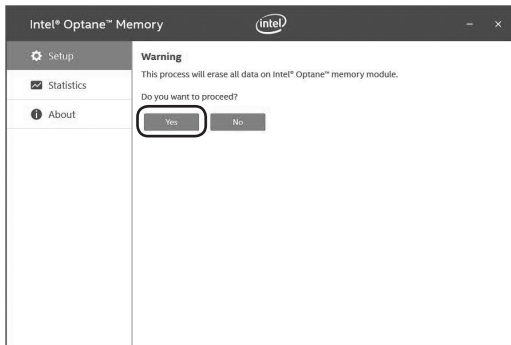 Intel® Optane™ Memory
intel
Setup
Statistics
About
Warning
This process will erase all data on Intel® Optane™ memory module.
Do you want to proceed?
Yes No